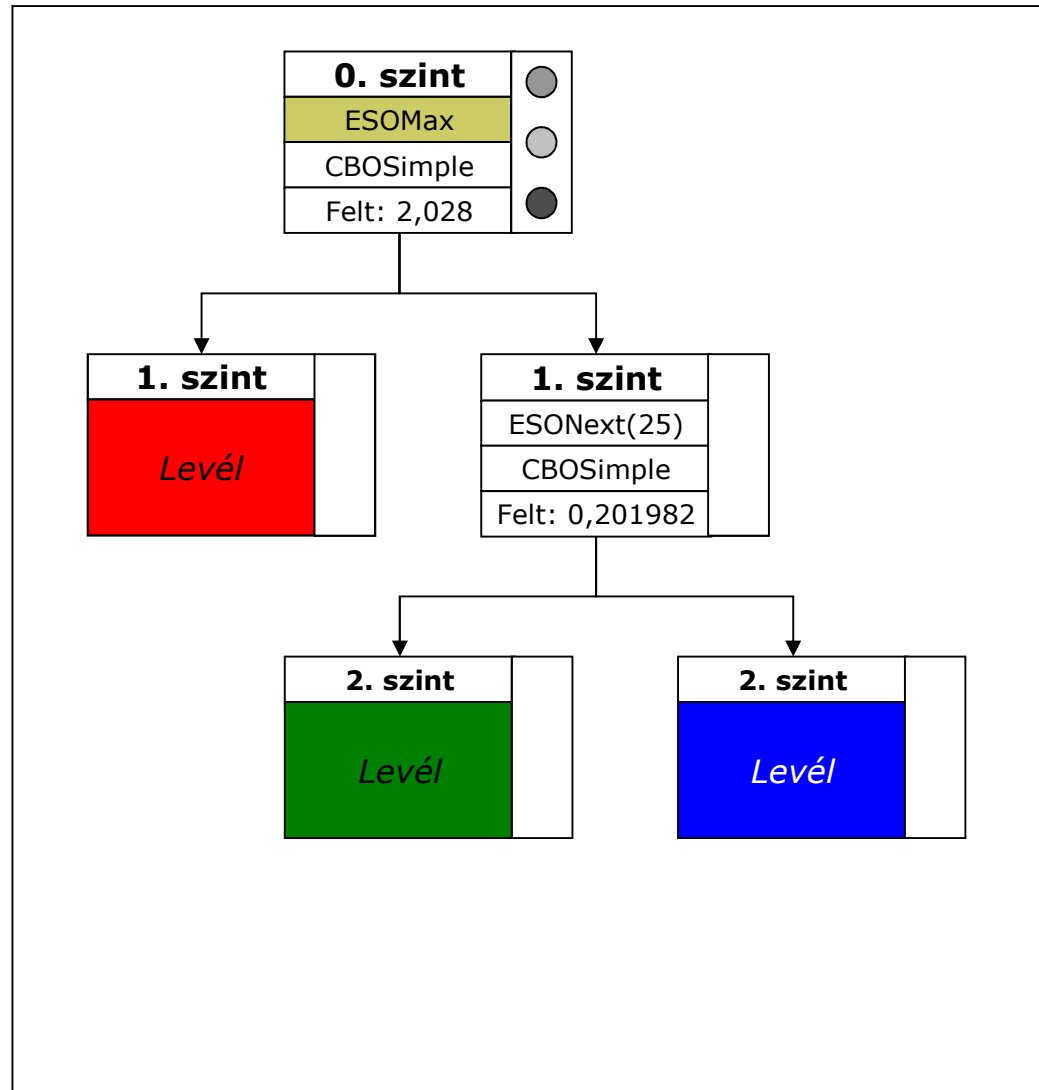 0. szint
ESOMax
CBOSimple
Felt: 2,028
1. szint
Levél
1. szint
ESONext(25)
CBOSimple
Felt: 0,201982
2. szint
Levél
2. szint
Levél